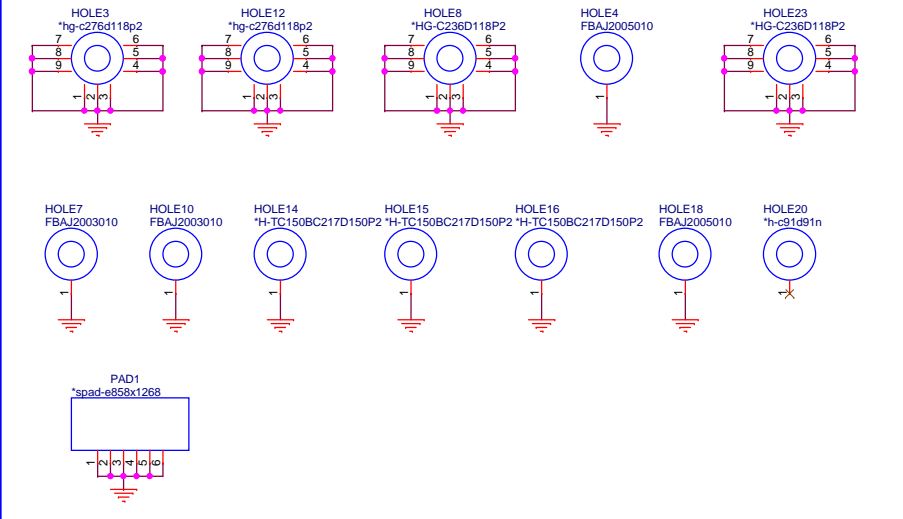 HOLE3
*hg-c276d118p2
7
8
9
6
5
4
1
2
3
HOLE12
*hg-c276d118p2
7
8
9
6
5
4
1
2
3
HOLE8
*HG-C236D118P2
7
8
9
6
5
4
1
2
3
HOLE4
FBAJ2005010
1
HOLE23
*HG-C236D118P2
7
8
9
6
5
4
1
2
3
HOLE7
FBAJ2003010
1
HOLE10
FBAJ2003010
1
HOLE14
*H-TC150BC217D150P2
1
HOLE15
*H-TC150BC217D150P2
1
HOLE16
*H-TC150BC217D150P2
1
HOLE18
FBAJ2005010
1
HOLE20
*h-c91d91n
1
PAD1
*spad-e858x1268
1
2
3
4
5
6